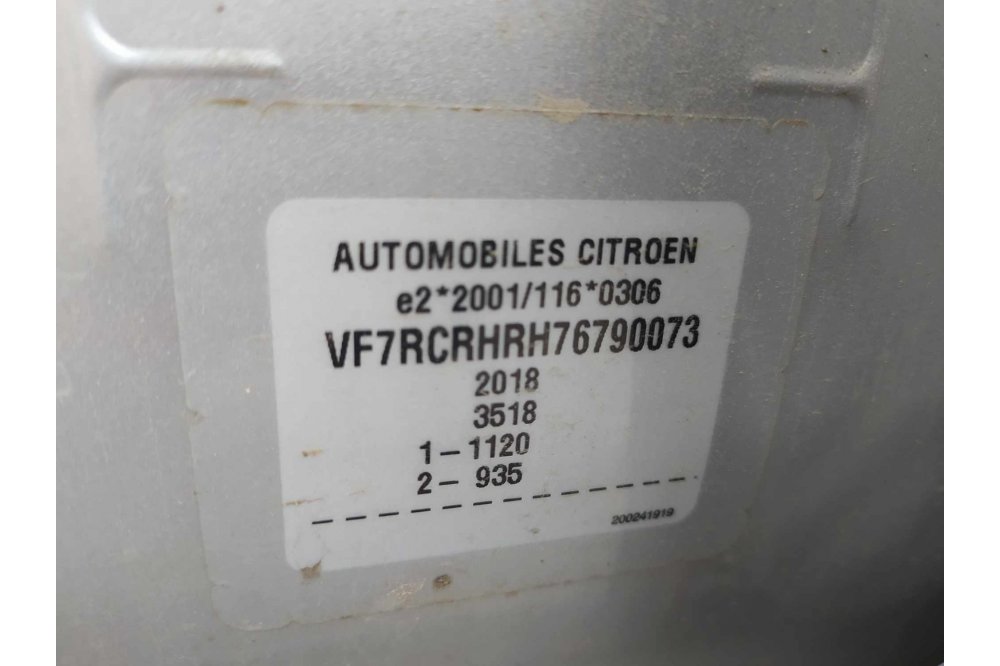 AUTOMOBILES CITROEN
e2*2001/116*0306
VF7RCRHRH76790073
2018
3518
1- 1120
2- 935
200241919